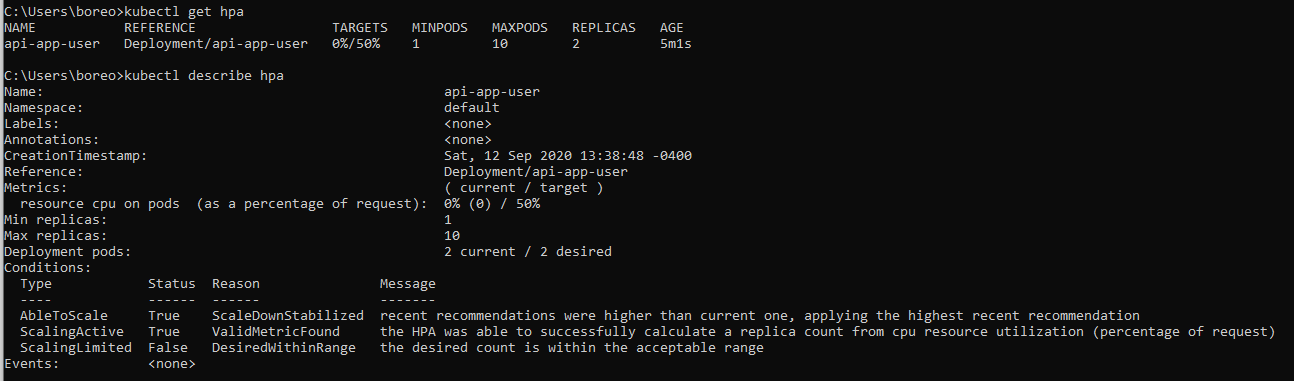 C:\Users\boreo>kubectl get hpa
NAME           REFERENCE                 TARGETS   MINPODS   MAXPODS   REPLICAS   AGE
api-app-user   Deployment/api-app-user   0%/50%    1         10        2          5m1s
C:\Users\boreo>kubectl describe hpa
Name:                                                  api-app-user
Namespace:                                             default
Labels:                                                <none>
Annotations:                                           <none>
CreationTimestamp:                                     Sat, 12 Sep 2020 13:38:48 -0400
Reference:                                             Deployment/api-app-user
Metrics:                                               ( current / target )
  resource cpu on pods  (as a percentage of request):  0% (0) / 50%
Min replicas:                                          1
Max replicas:                                          10
Deployment pods:                                       2 current / 2 desired
Conditions:
  Type            Status  Reason               Message
  ----            ------  ------               -------
  AbleToScale     True    ScaleDownStabilized  recent recommendations were higher than current one, applying the highest recent recommendation
  ScalingActive   True    ValidMetricFound     the HPA was able to successfully calculate a replica count from cpu resource utilization (percentage of request)
  ScalingLimited  False   DesiredWithinRange   the desired count is within the acceptable range
Events:           <none>